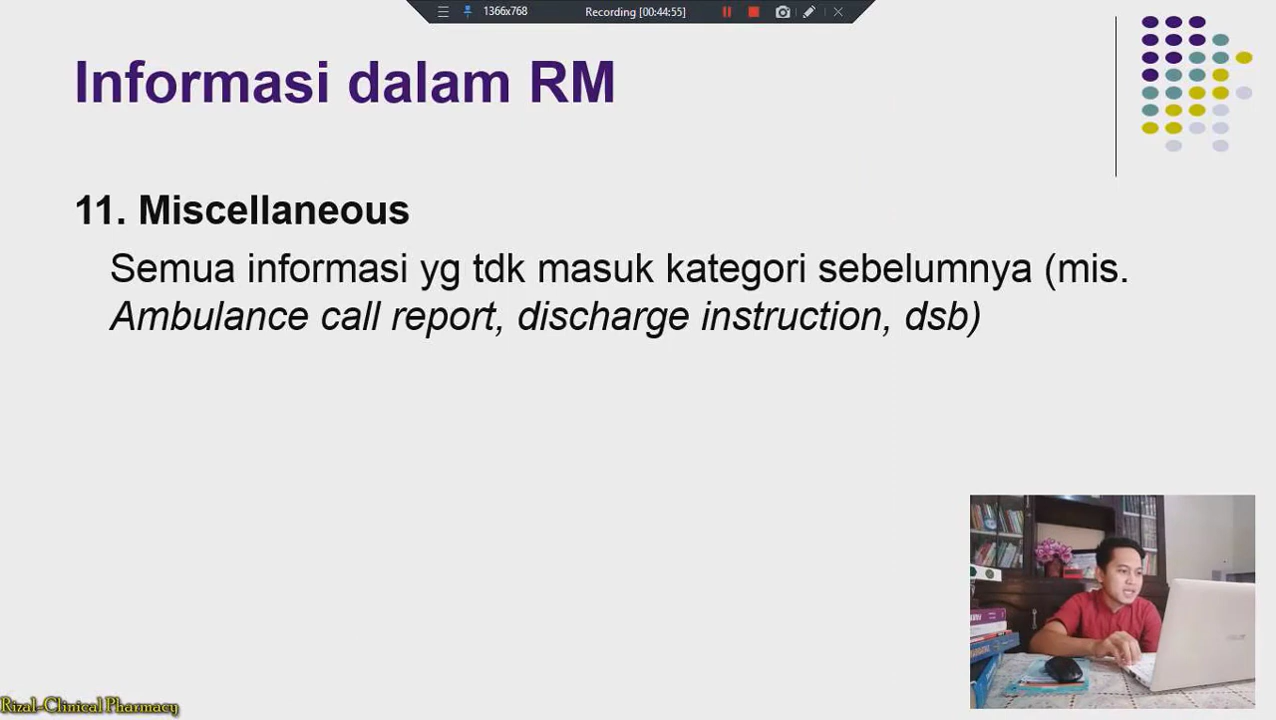 1366x768
Recording [00:44:55]
Informasi dalam RM
11. Miscellaneous
Semua informasi yg tdk masuk kategori sebelumnya (mis.
Ambulance call report, discharge instruction, dsb)
Rizal-Clinical Pharmacy